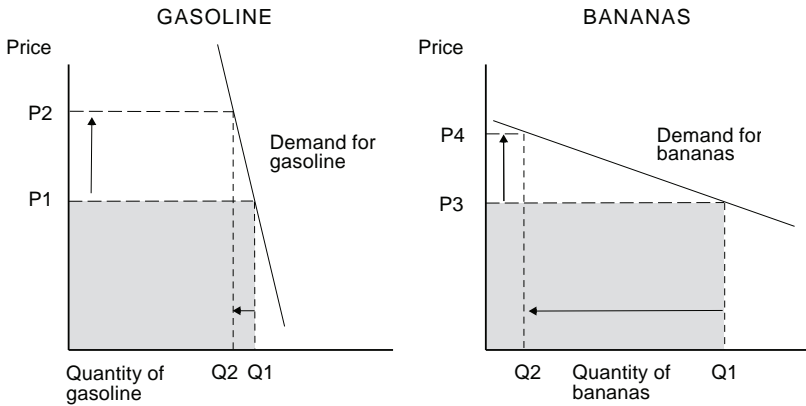 GASOLINE
Price
P2
Demand for
gasoline
P1
Quantity of
gasoline
Q2 Q1
BANANAS
Price
P4
Demand for
bananas
P3
Q2
Quantity of
bananas
Q1